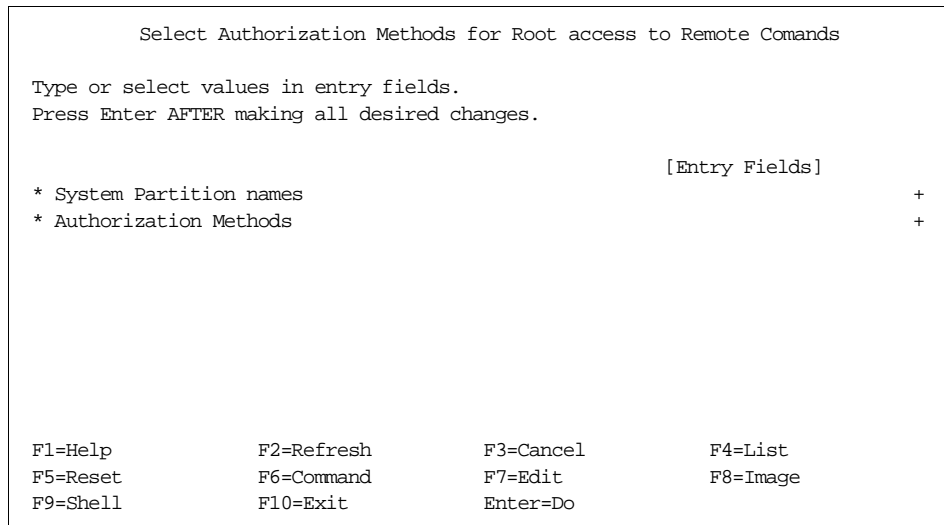 Select Authorization Methods for Root access to Remote Comands
Type or select values in entry fields.
Press Enter AFTER making all desired changes.
[Entry Fields]
* System Partition names +
* Authorization Methods +
F1=Help F2=Refresh F3=Cancel F4=List
F5=Reset F6=Command F7=Edit F8=Image
F9=Shell F10=Exit Enter=Do